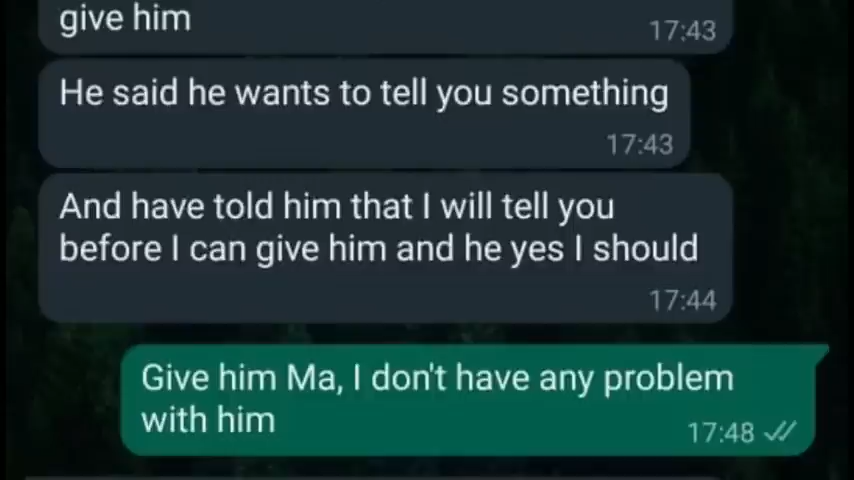 give him
17:43
He said he wants to tell you something
17:43
And have told him that I will tell you
before I can give him and he yes I should
17:44
Give him Ma, I don't have any problem
with him
17:48